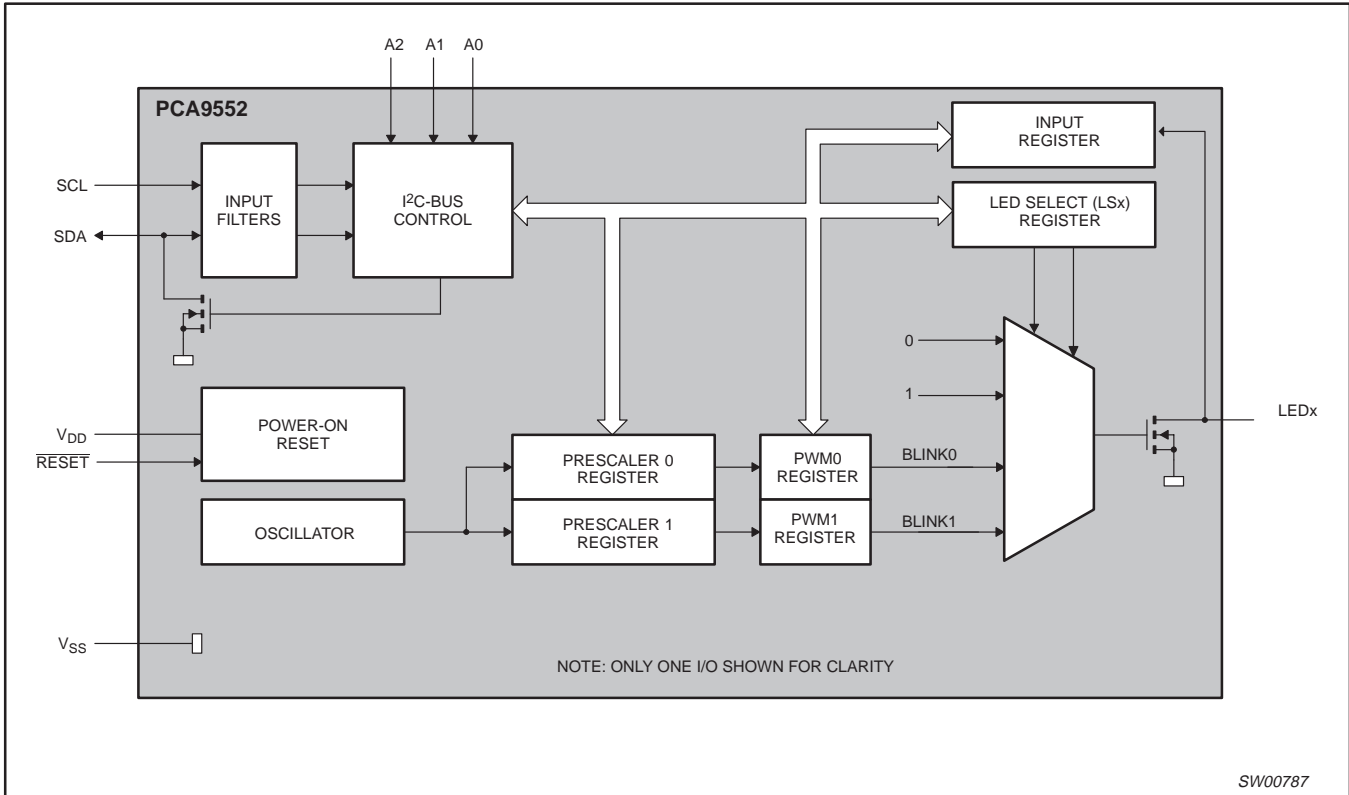 A2 A1 A0
PCA9552
SCL
SDA
INPUT
FILTERS
I²C-BUS
CONTROL
INPUT
REGISTER
LED SELECT (LSx)
REGISTER
0
1
LEDx
VDD
RESET
POWER-ON
RESET
OSCILLATOR
PRESCALER 0
REGISTER
PRESCALER 1
REGISTER
PWM0
REGISTER
PWM1
REGISTER
BLINK0
BLINK1
VSS
NOTE: ONLY ONE I/O SHOWN FOR CLARITY
SW00787